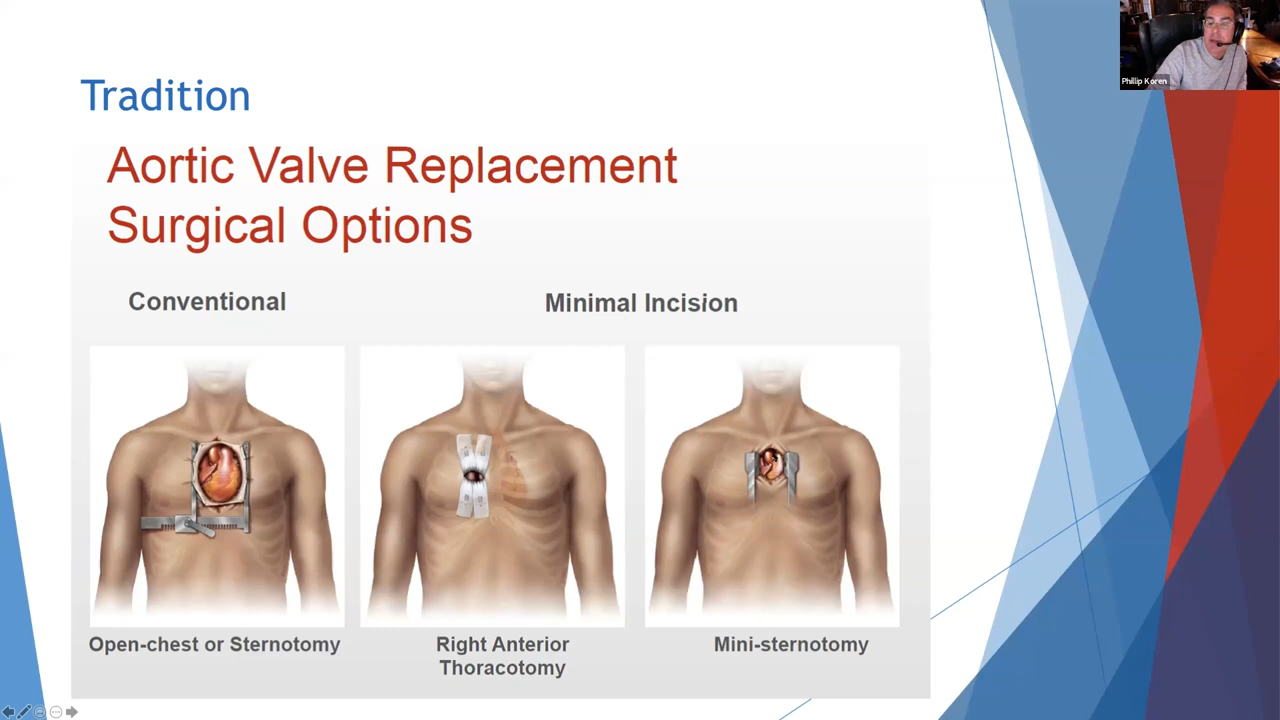 Tradition
Aortic Valve Replacement
Surgical Options
Conventional
Minimal Incision
Open-chest or Sternotomy
Right Anterior
Thoracotomy
Mini-sternotomy
Phillip Koren